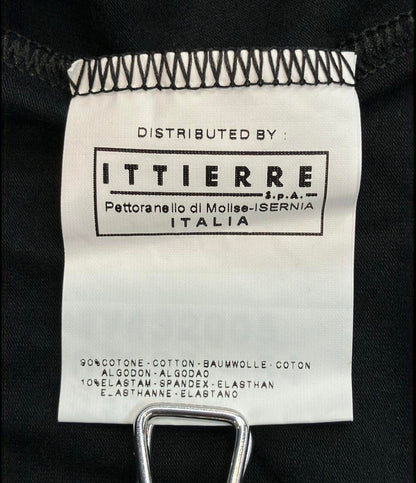 DISTRIBUTED BY :
ITTIERRE
S.p.A.
Pettoranello di Molise-ISERNIA
ITALIA
90%COTONE-COTTON-BAUMWOLLE-COTON
ALGODON-ALGODAO
10%ELASTAM-SPANDEX-ELASTHAN
ELASTHANNE-ELASTANO